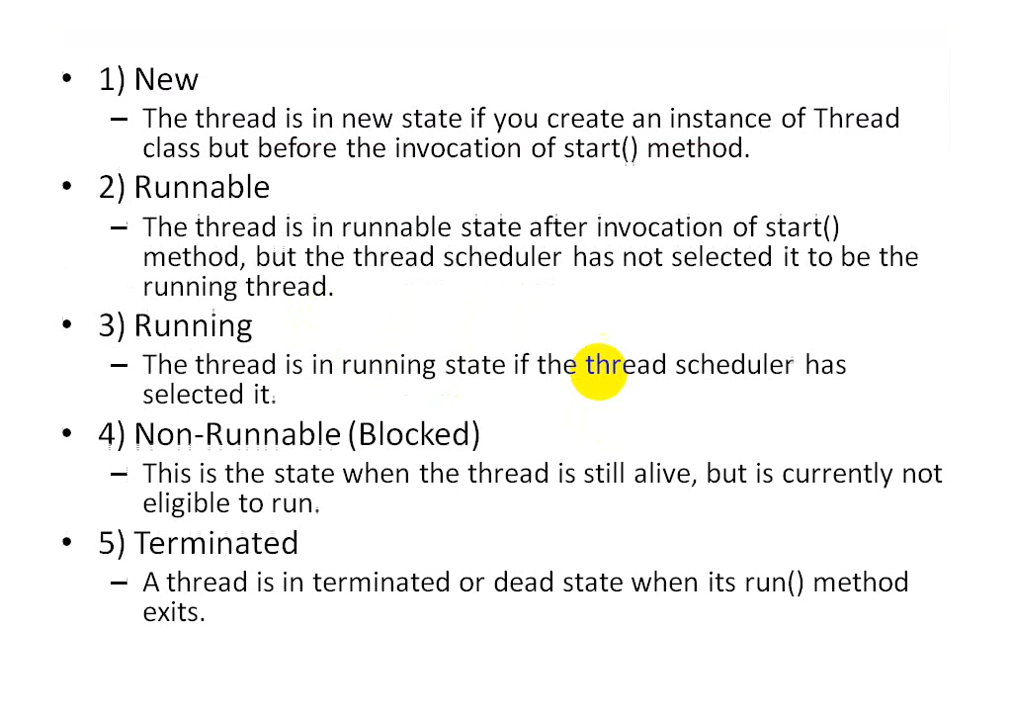 • 1) New
– The thread is in new state if you create an instance of Thread
class but before the invocation of start() method.
• 2) Runnable
– The thread is in runnable state after invocation of start()
method, but the thread scheduler has not selected it to be the
running thread.
• 3) Running
– The thread is in running state if the thread scheduler has
selected it.
• 4) Non-Runnable (Blocked)
– This is the state when the thread is still alive, but is currently not
eligible to run.
• 5) Terminated
– A thread is in terminated or dead state when its run() method
exits.